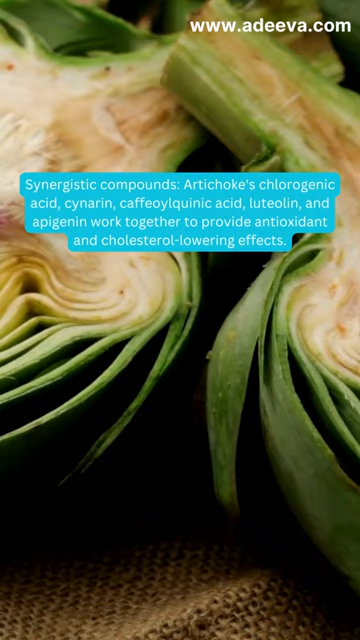 www.adeeva.com
Synergistic compounds: Artichoke's chlorogenic
acid, cynarin, caffeoylquinic acid, luteolin, and
apigenin work together to provide antioxidant
and cholesterol-lowering effects.